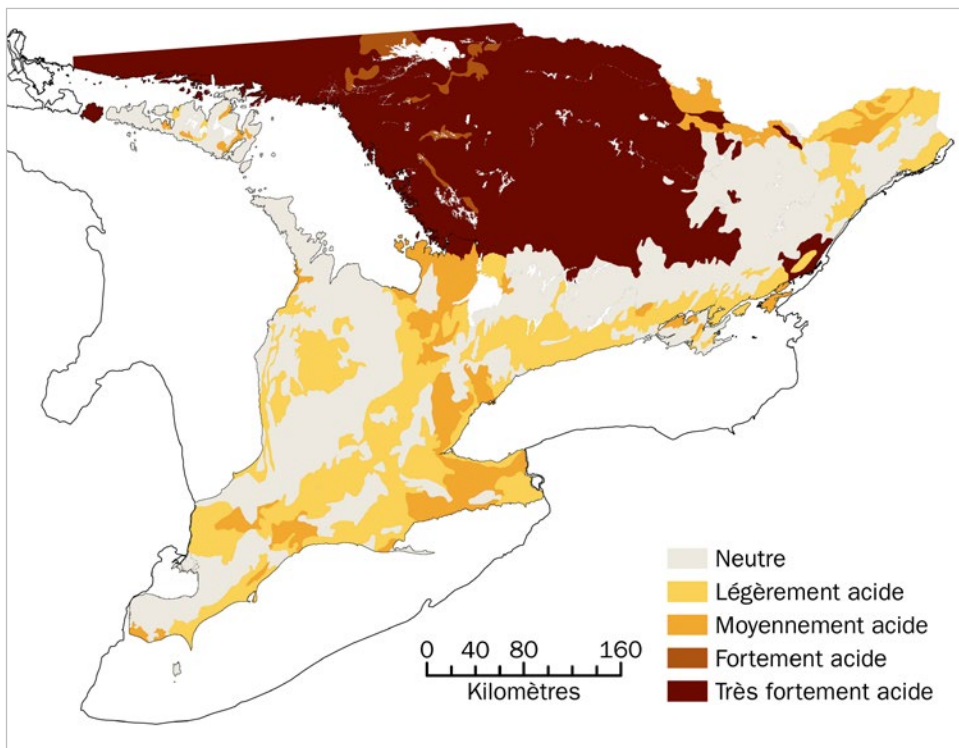 Neutre
Légèrement acide
Moyennement acide
Fortement acide
Très fortement acide
0 40 80 160
Kilomètres